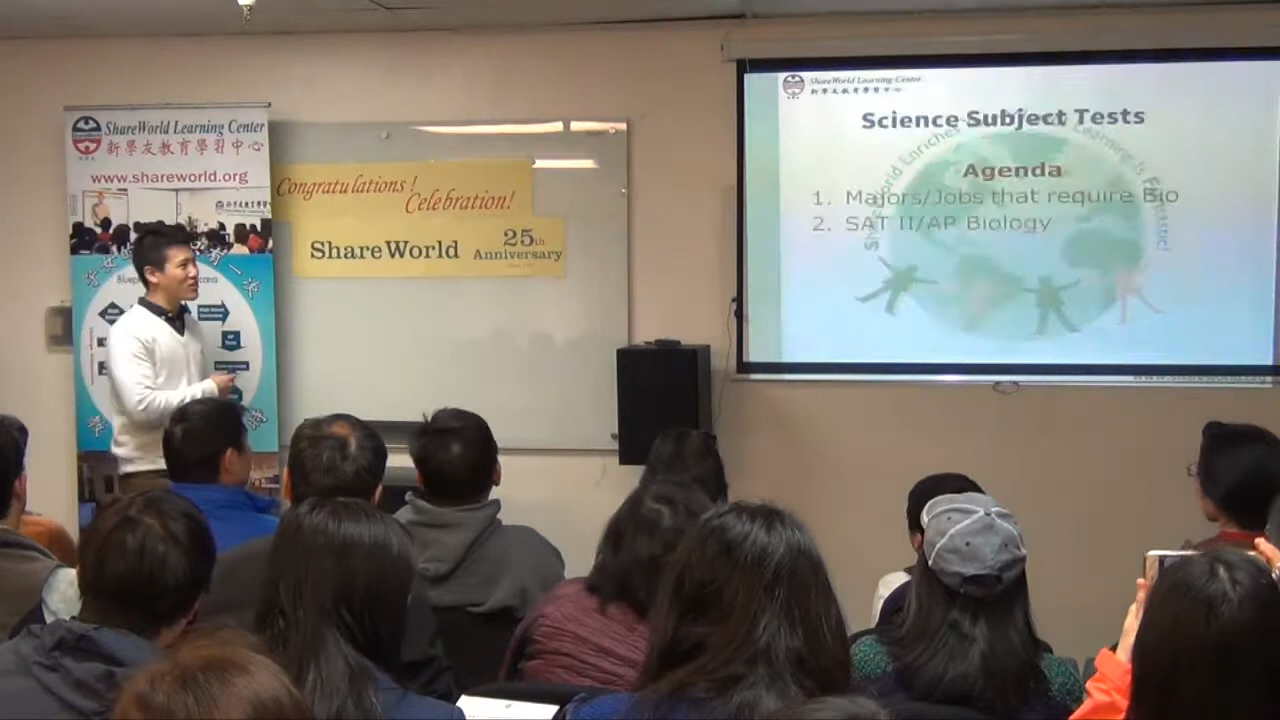 ShareWorld Learning Center
新學友教育學習中心
www.shareworld.org
Congratulations!
Celebration!
ShareWorld
25th
Anniversary
ShareWorld Learning Center
新學友教育學習中心
Science Subject Tests
Agenda
1. Majors/Jobs that require Bio
2. SAT II/AP Biology